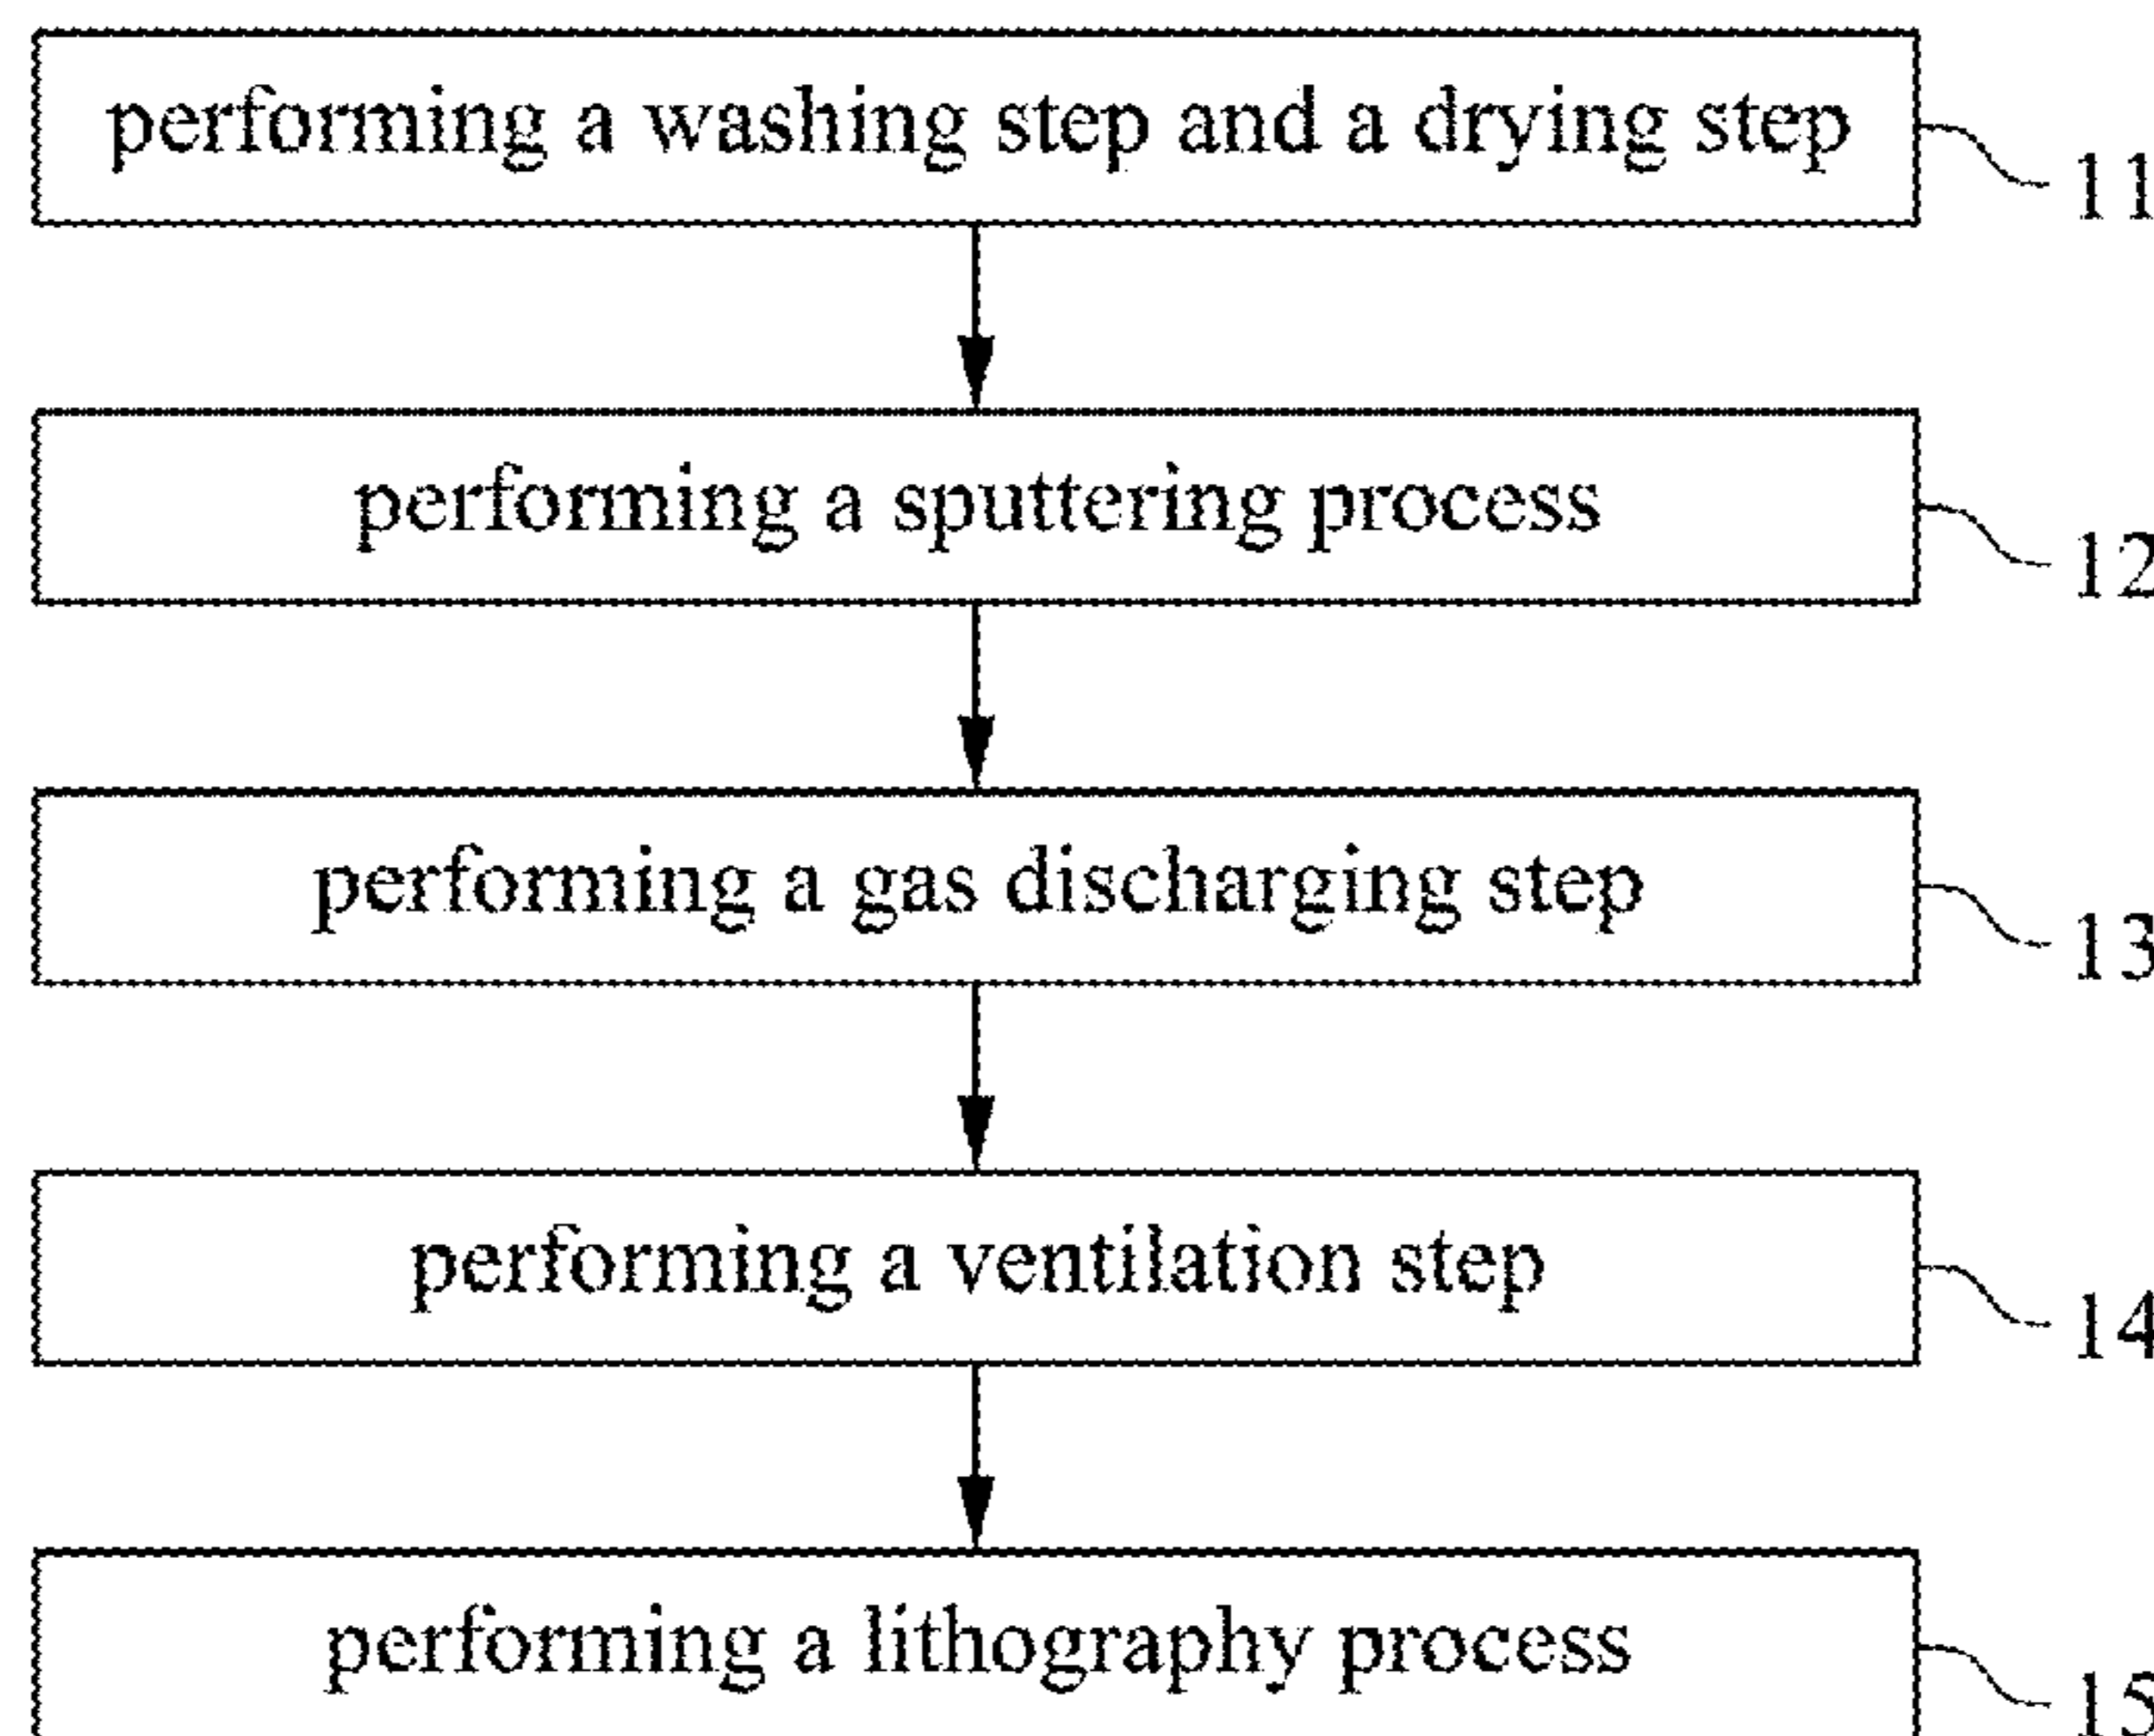 performing a washing step and a drying step
11
performing a sputtering process
12
performing a gas discharging step
13
performing a ventilation step
14
performing a lithography process
15